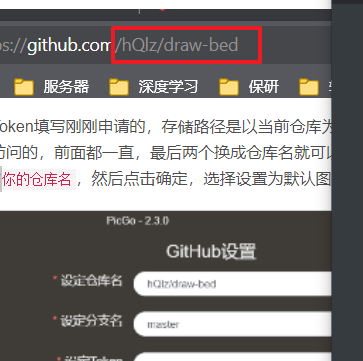 ps://github.com/hQlz/draw-bed
服务器 深度学习 保研
Token填写刚刚申请的，存储路径是以当前仓库为
访问的，前面都一直，最后两个换成仓库名就可以
你的仓库名，然后点击确定，选择设置为默认图
PicGo - 2.3.0
GitHub设置
* 设定仓库名 hQlz/draw-bed
* 设定分支名 master
* 设定Token